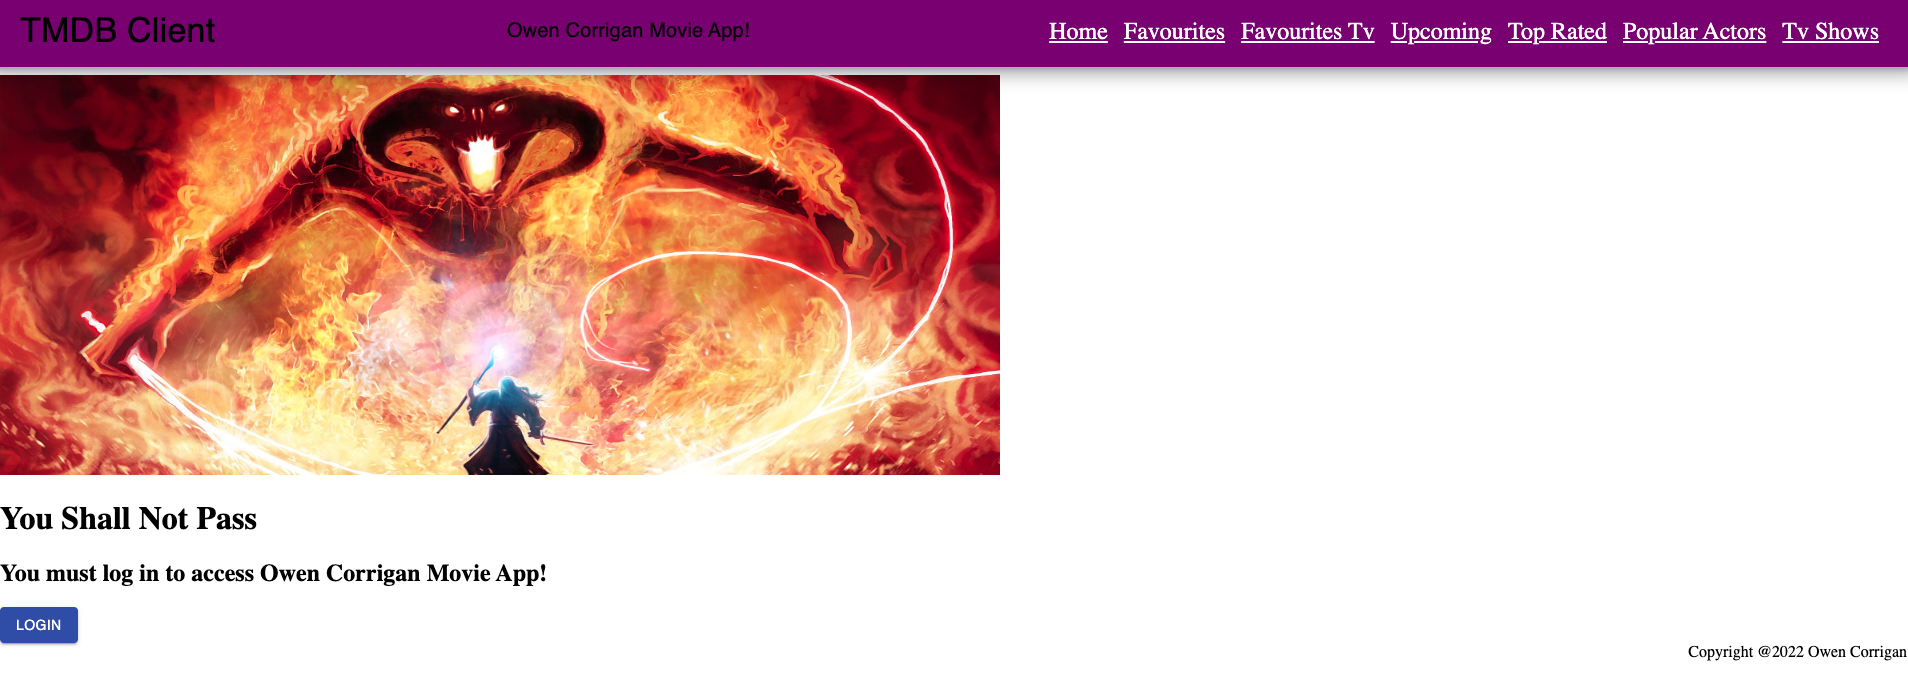 TMDB Client
Owen Corrigan Movie App!
Home Favourites Favourites Tv Upcoming Top Rated Popular Actors Tv Shows
You Shall Not Pass
You must log in to access Owen Corrigan Movie App!
LOGIN
Copyright @2022 Owen Corrigan